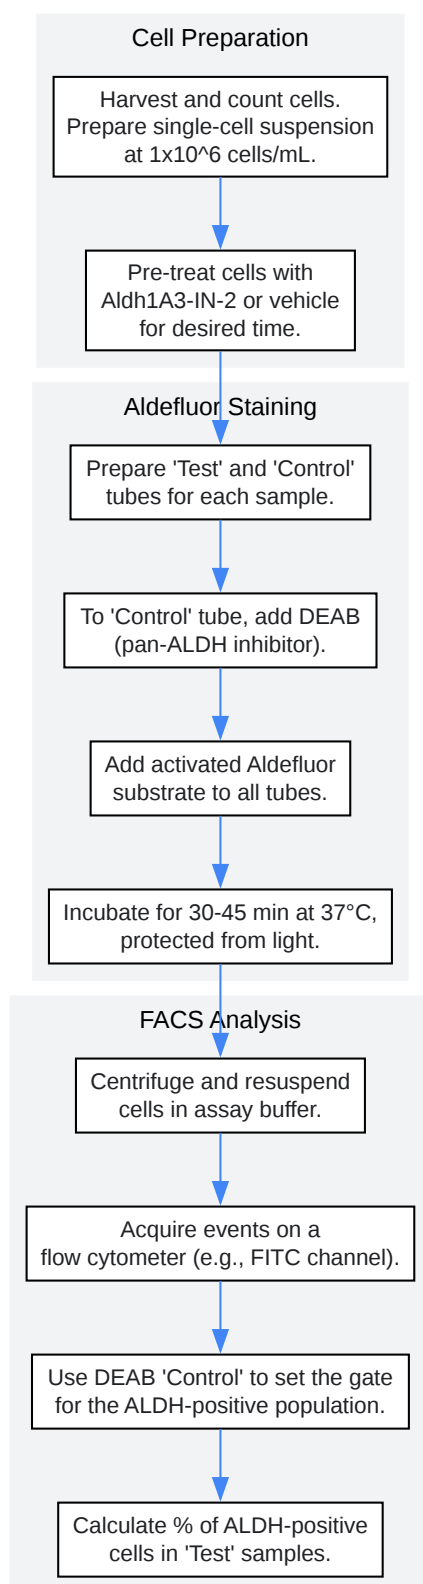 Cell Preparation
Harvest and count cells.
Prepare single-cell suspension
at 1x10^6 cells/mL.
Pre-treat cells with
Aldh1A3-IN-2 or vehicle
for desired time.
Aldefluor Staining
Prepare 'Test' and 'Control'
tubes for each sample.
To 'Control' tube, add DEAB
(pan-ALDH inhibitor).
Add activated Aldefluor
substrate to all tubes.
Incubate for 30-45 min at 37°C,
protected from light.
FACS Analysis
Centrifuge and resuspend
cells in assay buffer.
Acquire events on a
flow cytometer (e.g., FITC channel).
Use DEAB 'Control' to set the gate
for the ALDH-positive population.
Calculate % of ALDH-positive
cells in 'Test' samples.